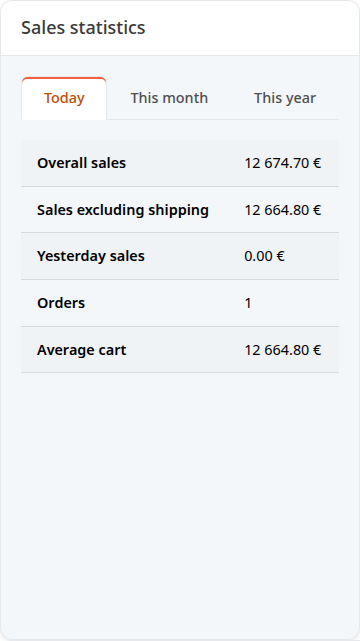 Sales statistics
Today This month This year
Overall sales 12 674.70 €
Sales excluding shipping 12 664.80 €
Yesterday sales 0.00 €
Orders 1
Average cart 12 664.80 €